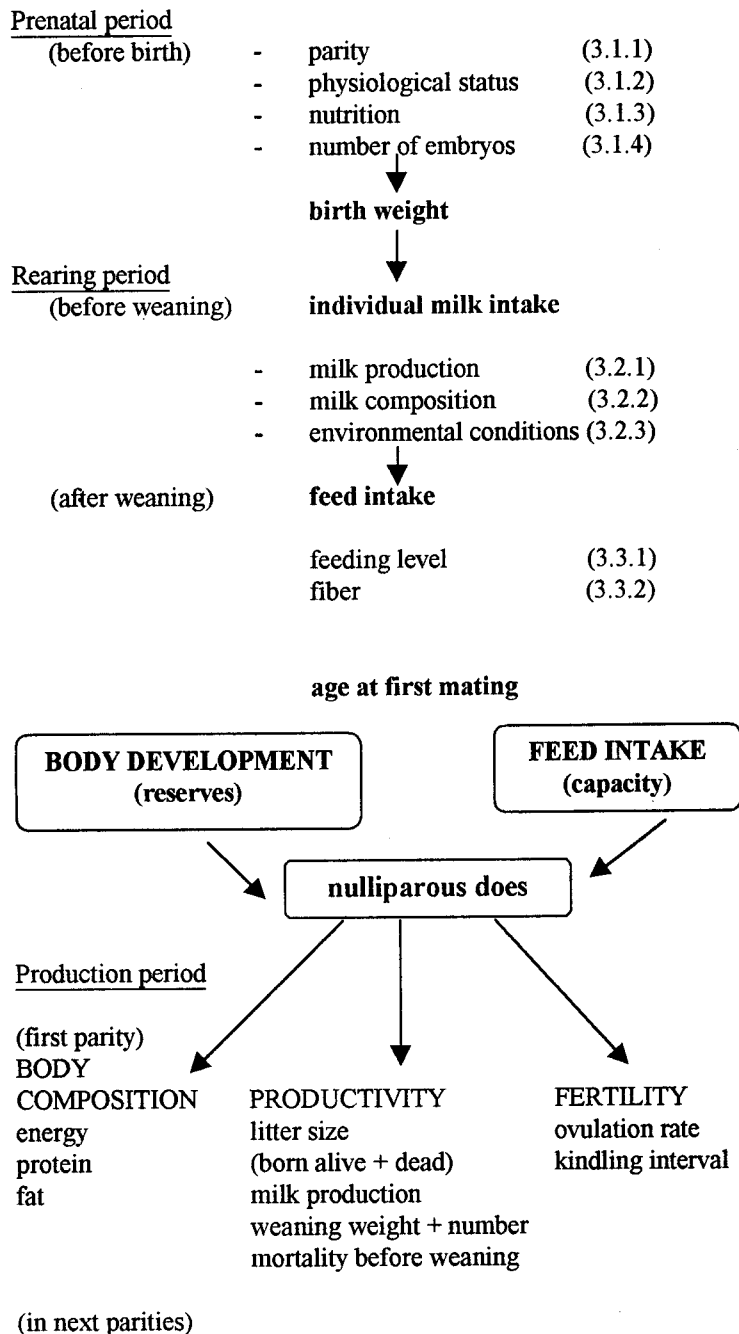 Prenatal period
(before birth) - parity (3.1.1)
- physiological status (3.1.2)
- nutrition (3.1.3)
- number of embryos (3.1.4)
birth weight
Rearing period
(before weaning) individual milk intake
- milk production (3.2.1)
- milk composition (3.2.2)
- environmental conditions (3.2.3)
(after weaning) feed intake
feeding level (3.3.1)
fiber (3.3.2)
age at first mating
BODY DEVELOPMENT
(reserves)
FEED INTAKE
(capacity)
nulliparous does
Production period
(first parity)
BODY
COMPOSITION PRODUCTIVITY FERTILITY
energy litter size ovulation rate
protein (born alive + dead) kindling interval
fat milk production
weaning weight + number
mortality before weaning
(in next parities)